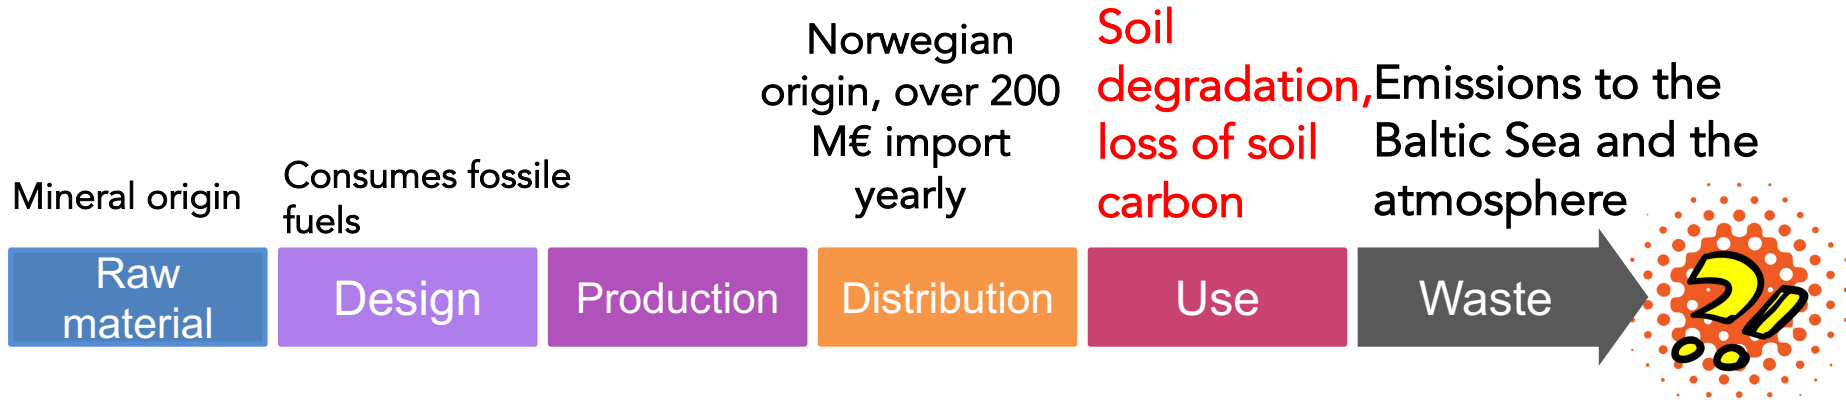 Mineral origin
Consumes fossile
fuels
Norwegian
origin, over 200
M€ import
yearly
Soil
degradation,
loss of soil
carbon
Emissions to the
Baltic Sea and the
atmosphere
Raw
material
Design
Production
Distribution
Use
Waste
?!